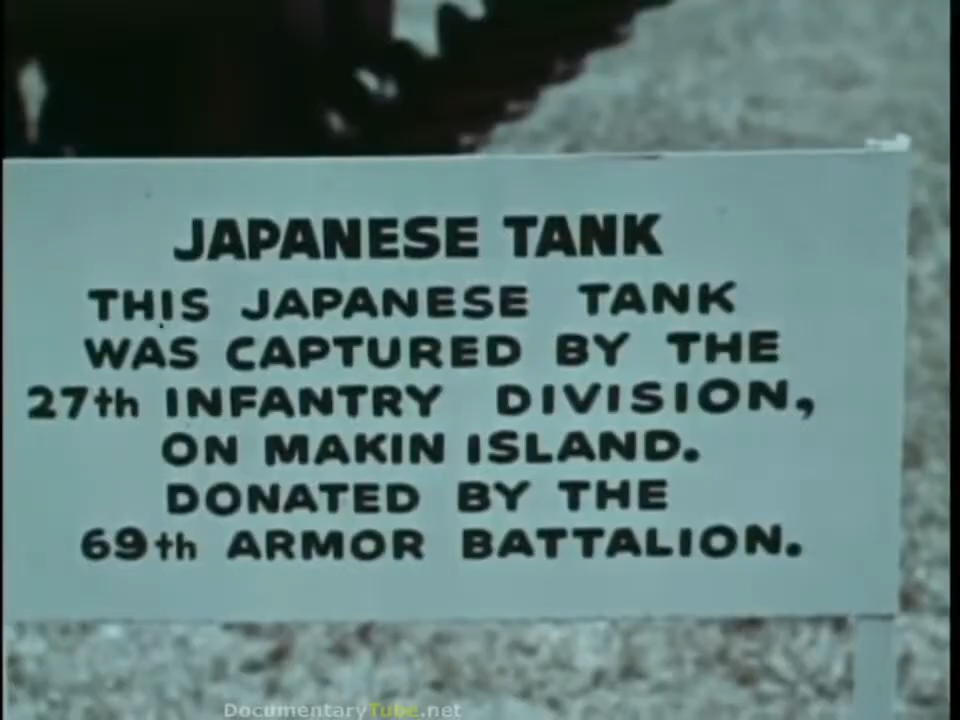 JAPANESE TANK
THIS JAPANESE TANK
WAS CAPTURED BY THE
27th INFANTRY DIVISION,
ON MAKIN ISLAND.
DONATED BY THE
69th ARMOR BATTALION.
DocumentaryTube.net